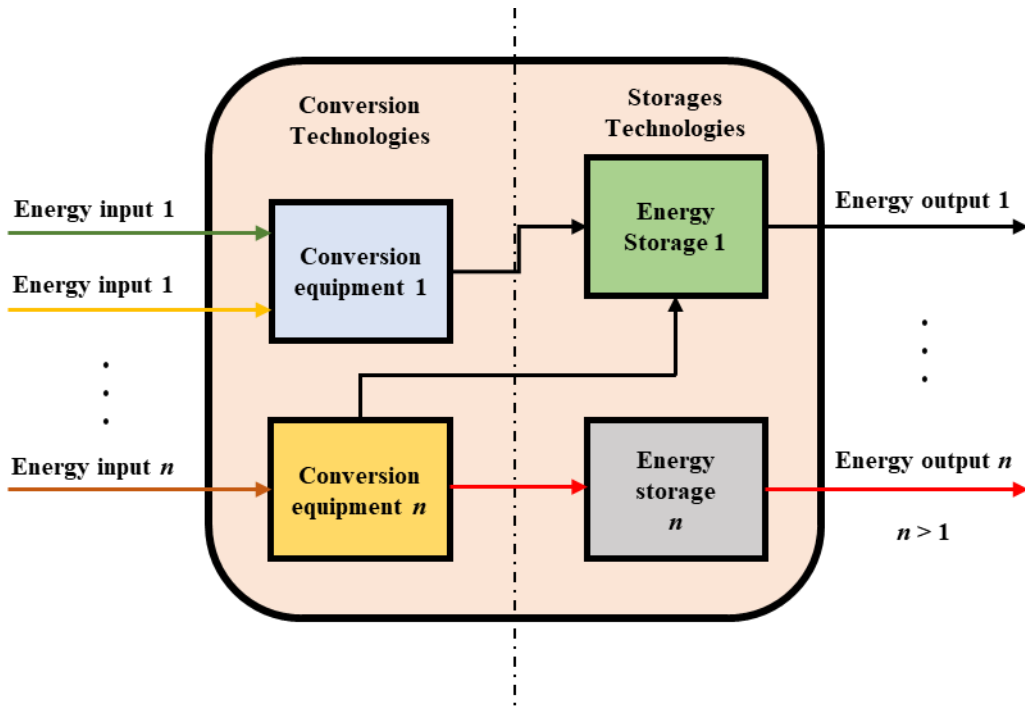 Conversion
Technologies
Storages
Technologies
Energy input 1
Energy input 1
Energy input n
Conversion
equipment 1
Conversion
equipment n
Energy
Storage 1
Energy
storage
n
Energy output 1
Energy output n
n > 1